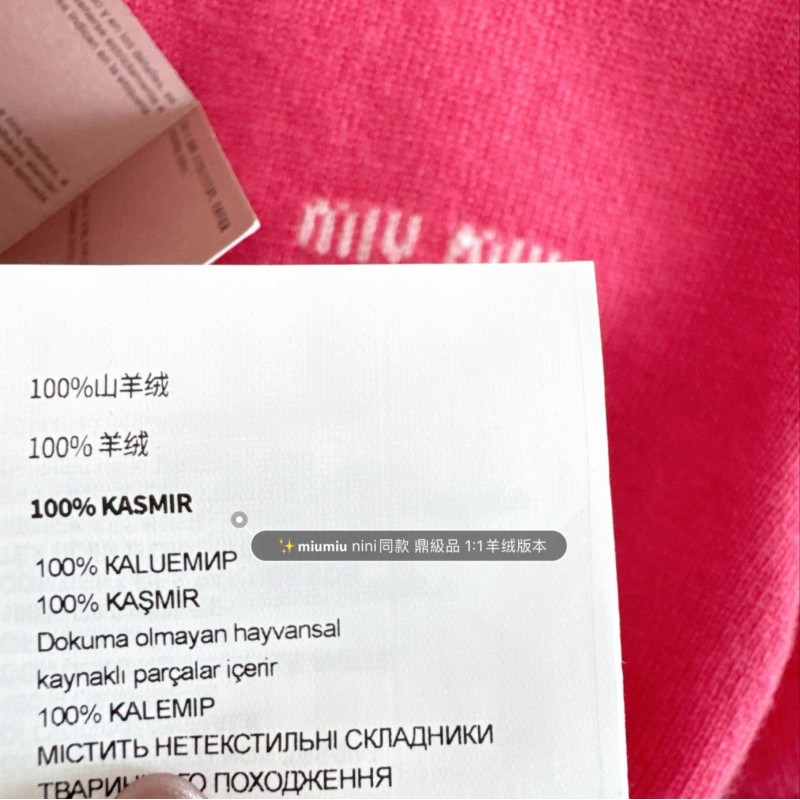 miu miu
100%山羊绒
100% 羊绒
100% KASMIR
✨miumiu nini同款 鼎級品 1:1羊绒版本
100% KALUEMИP
100% KAŞMİR
Dokuma olmayan hayvansal
kaynaklı parçalar içerir
100% KALEMIP
МІСТИТЬ НЕТЕКСТИЛЬНІ СКЛАДНИКИ
ПОХОДЖЕННЯ